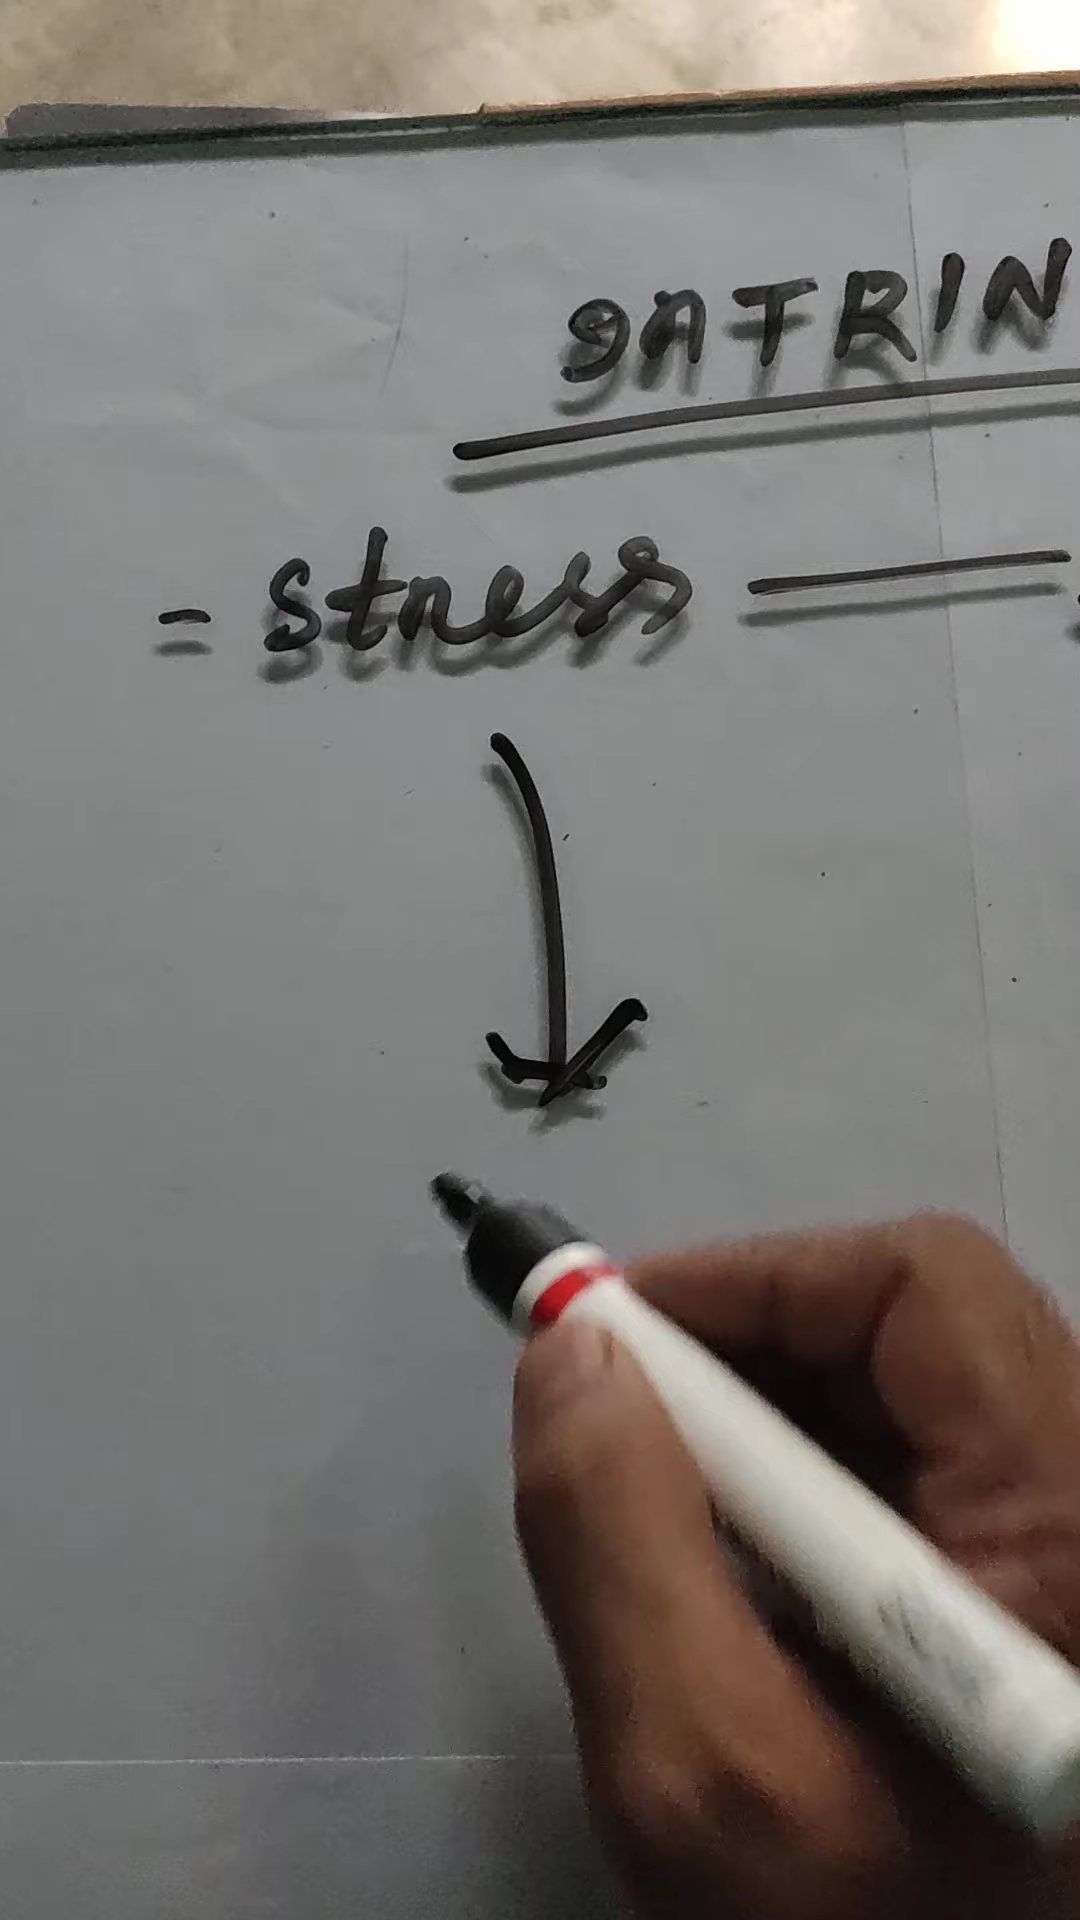 9ATRIN
= Stress —